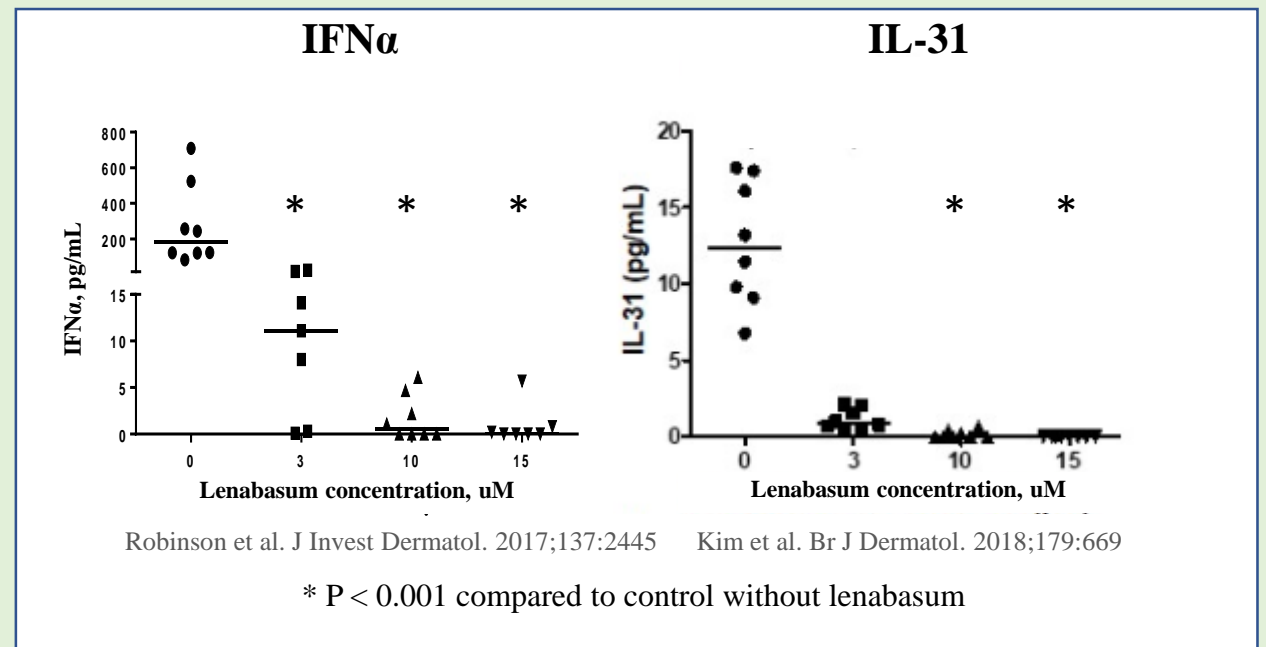 IFNα
IL-31
IFNα, pg/mL
800
600
400
200
15
10
5
0
* * *
0 3 10 15
Lenabasum concentration, uM
IL-31 (pg/mL)
20
15
10
5
0
* *
0 3 10 15
Lenabasum concentration, uM
Robinson et al. J Invest Dermatol. 2017;137:2445
Kim et al. Br J Dermatol. 2018;179:669
* P < 0.001 compared to control without lenabasum